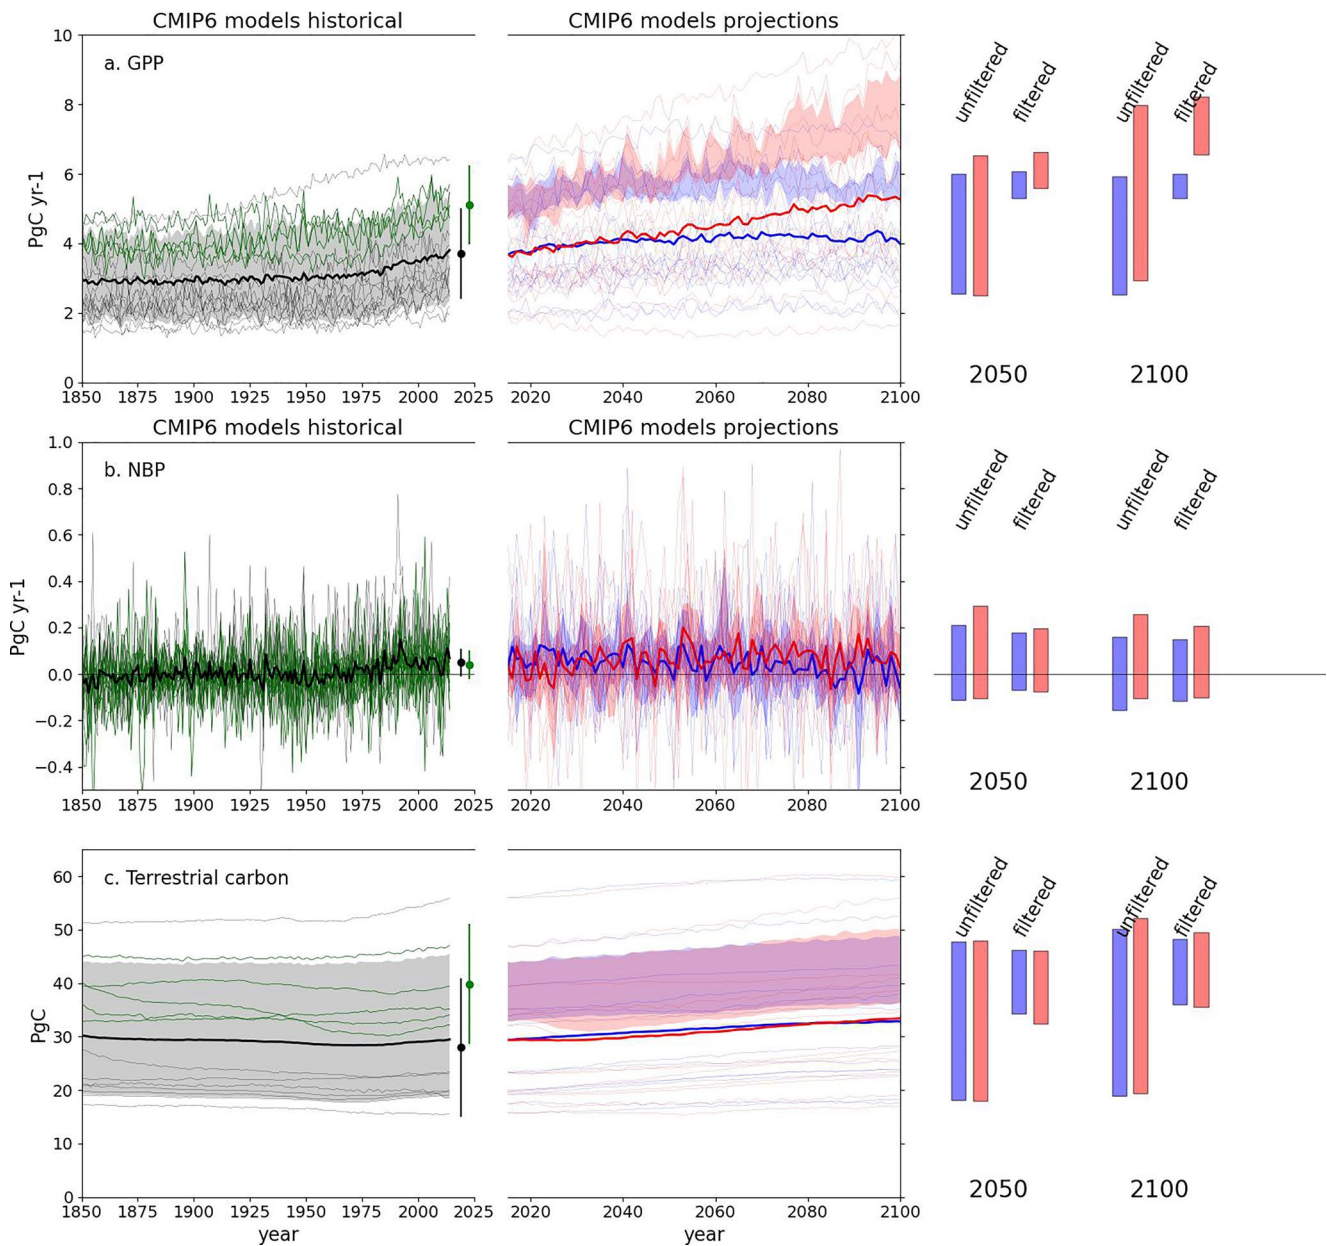 CMIP6 models historical
CMIP6 models projections
a. GPP
PgC yr-1
10
8
6
4
2
0
1850 1875 1900 1925 1950 1975 2000 2025
2020 2040 2060 2080 2100
unfiltered
filtered
unfiltered
filtered
2050
2100
CMIP6 models historical
CMIP6 models projections
b. NBP
PgC yr-1
1.0
0.8
0.6
0.4
0.2
0.0
−0.2
−0.4
1850 1875 1900 1925 1950 1975 2000 2025
2020 2040 2060 2080 2100
unfiltered
filtered
unfiltered
filtered
2050
2100
c. Terrestrial carbon
PgC
60
50
40
30
20
10
0
1850 1875 1900 1925 1950 1975 2000 2025
year
2020 2040 2060 2080 2100
year
unfiltered
filtered
unfiltered
filtered
2050
2100